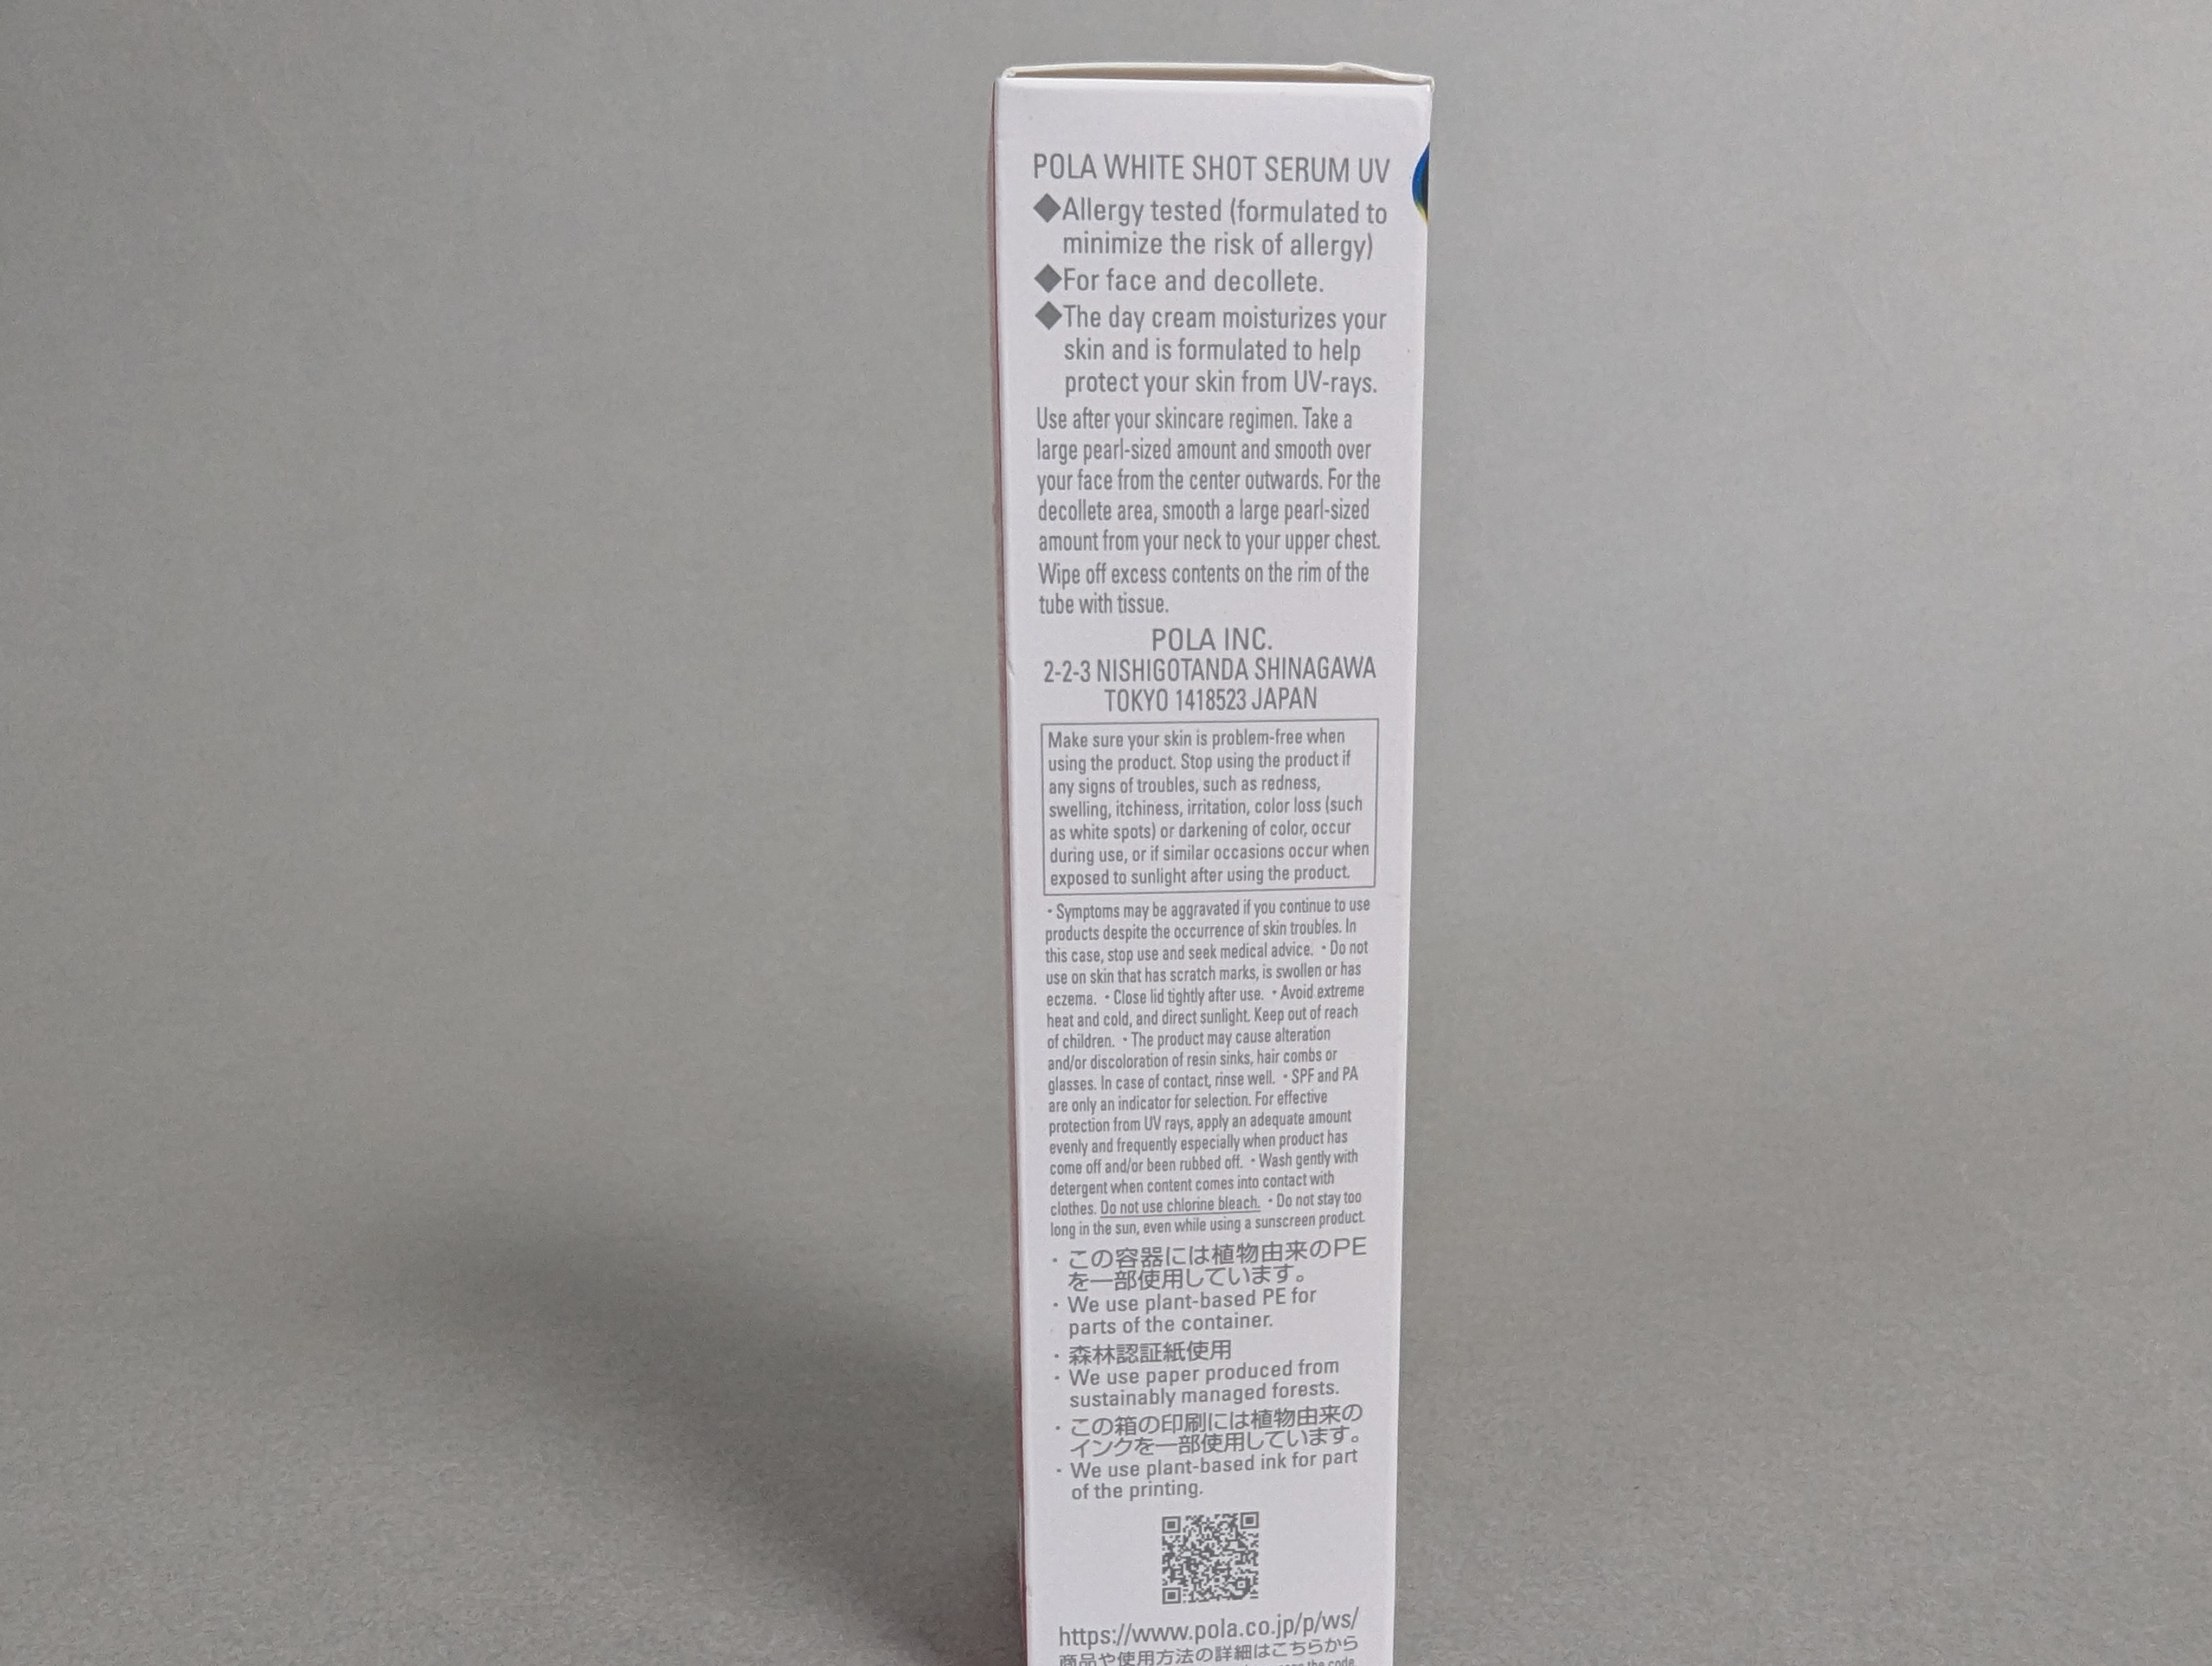 POLA WHITE SHOT SERUM UV
◆Allergy tested (formulated to
minimize the risk of allergy)
◆For face and decollete.
◆The day cream moisturizes your
skin and is formulated to help
protect your skin from UV-rays.
Use after your skincare regimen. Take a
large pearl-sized amount and smooth over
your face from the center outwards. For the
decollete area, smooth a large pearl-sized
amount from your neck to your upper chest.
Wipe off excess contents on the rim of the
tube with tissue.
POLA INC.
2-2-3 NISHIGOTANDA SHINAGAWA
TOKYO 1418523 JAPAN
Make sure your skin is problem-free when
using the product. Stop using the product if
any signs of troubles, such as redness,
swelling, itchiness, irritation, color loss (such
as white spots) or darkening of color, occur
during use, or if similar occasions occur when
exposed to sunlight after using the product.
・Symptoms may be aggravated if you continue to use
products despite the occurrence of skin troubles. In
this case, stop use and seek medical advice. ・Do not
use on skin that has scratch marks, is swollen or has
eczema. ・Close lid tightly after use. ・Avoid extreme
heat and cold, and direct sunlight. Keep out of reach
of children. ・The product may cause alteration
and/or discoloration of resin sinks, hair combs or
glasses. In case of contact, rinse well. ・SPF and PA
are only an indicator for selection. For effective
protection from UV rays, apply an adequate amount
evenly and frequently especially when product has
come off and/or been rubbed off. ・Wash gently with
detergent when content comes into contact with
clothes. Do not use chlorine bleach. ・Do not stay too
long in the sun, even while using a sunscreen product.
・この容器には植物由来のPE
を一部使用しています。
・We use plant-based PE for
parts of the container.
・森林認証紙使用
・We use paper produced from
sustainably managed forests.
・この箱の印刷には植物由来の
インクを一部使用しています。
・We use plant-based ink for part
of the printing.
https://www.pola.co.jp/p/ws/
商品や使用方法の詳細はこちらから
the code